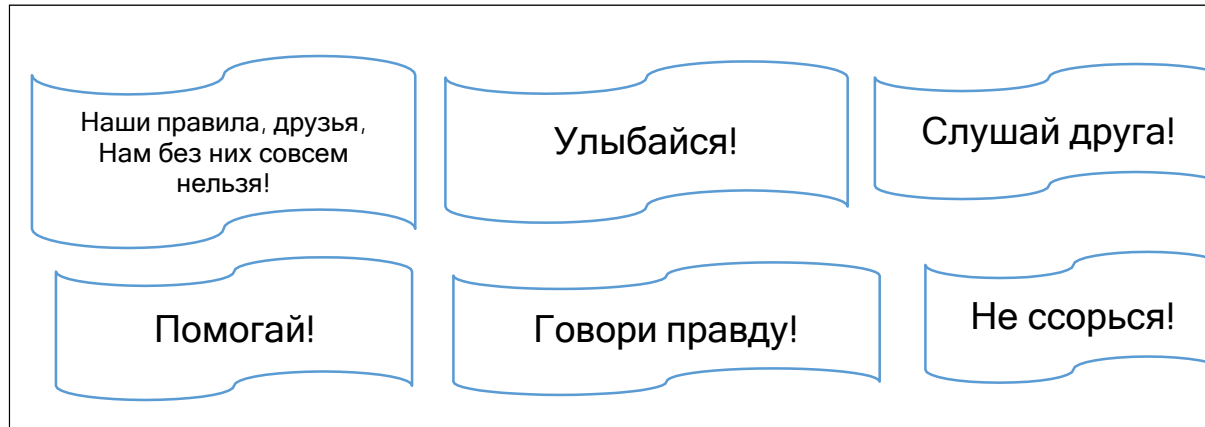 Наши правила, друзья,
Нам без них совсем
нельзя!
Улыбайся!
Слушай друга!
Помогай!
Говори правду!
Не ссорься!